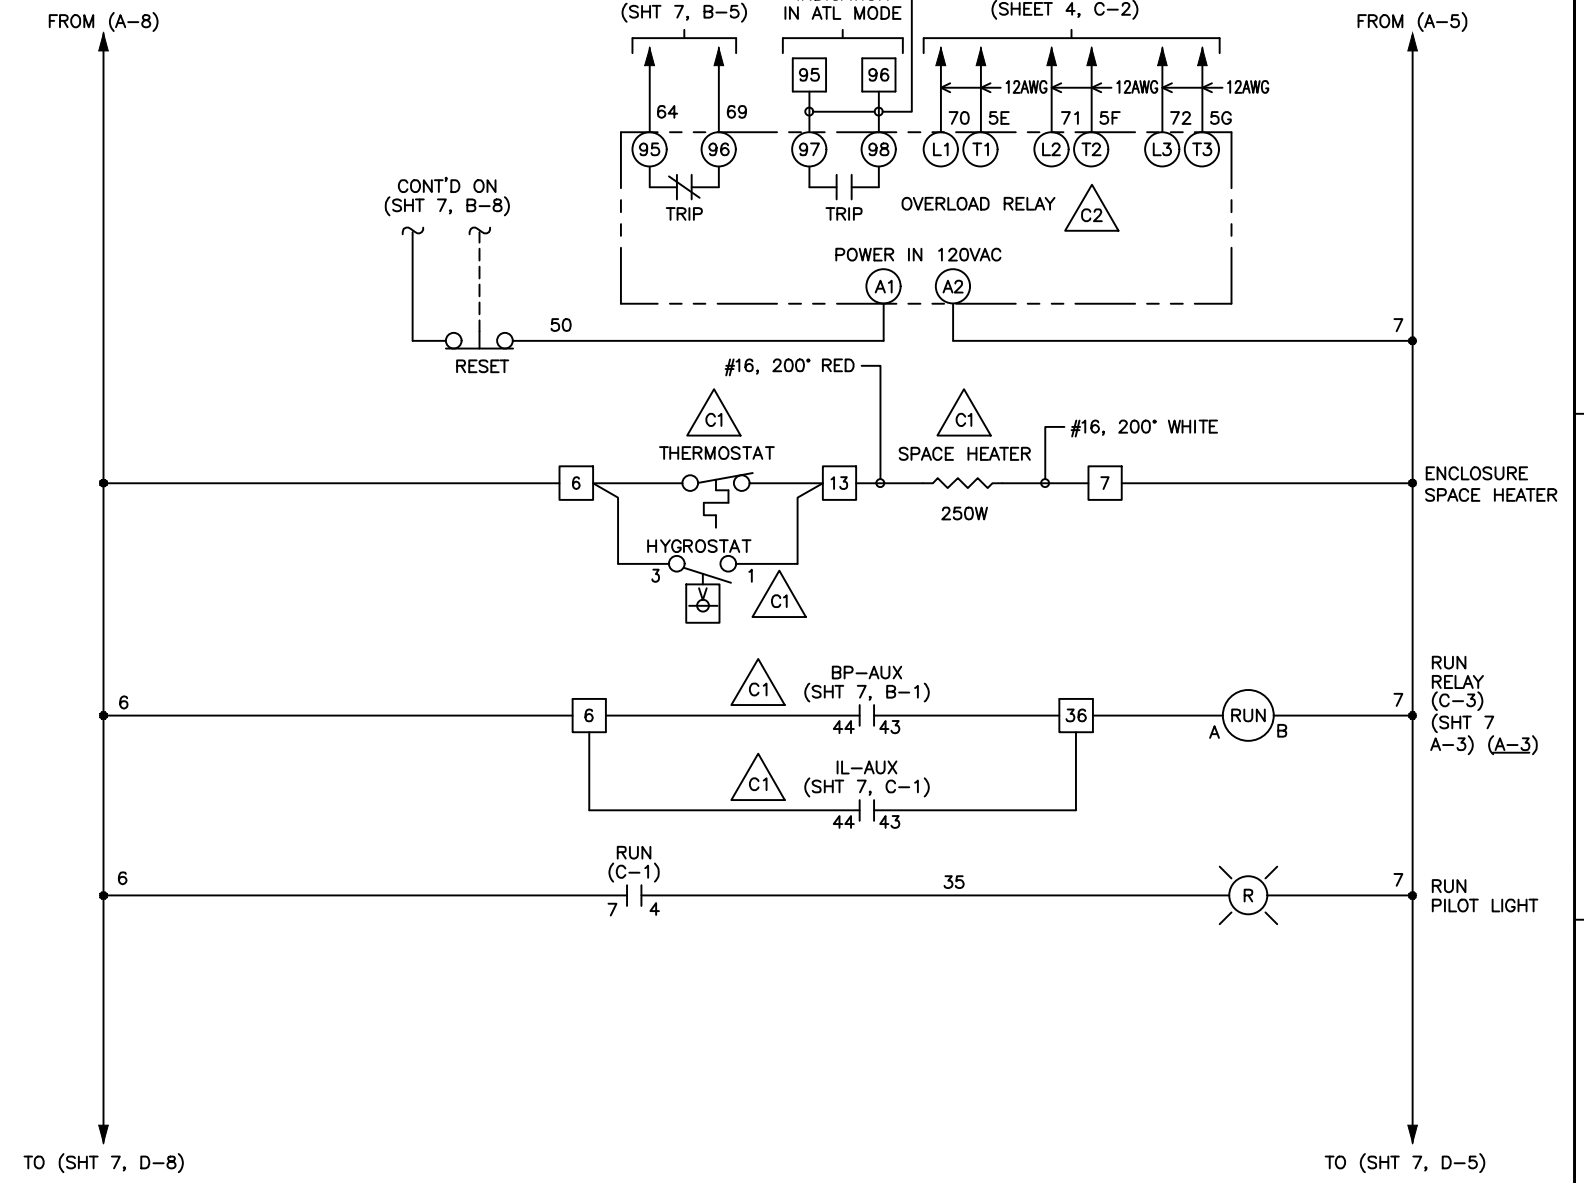 FROM (A-8)
(SHT 7, B-5)
IN ATL MODE
(SHEET 4, C-2)
FROM (A-5)
95
96
12AWG
12AWG
12AWG
64
69
70
5E
71
5F
72
5G
95
96
97
98
L1
T1
L2
T2
L3
T3
CONT'D ON
(SHT 7, B-8)
TRIP
TRIP
OVERLOAD RELAY
C2
POWER IN 120VAC
A1
A2
50
7
RESET
#16, 200° RED
C1
C1
#16, 200° WHITE
THERMOSTAT
SPACE HEATER
6
13
7
ENCLOSURE
SPACE HEATER
250W
HYGROSTAT
3
1
V
C1
C1
BP-AUX
(SHT 7, B-1)
6
6
44
43
36
A
RUN
B
7
RUN
RELAY
(C-3)
(SHT 7
A-3) (A-3)
C1
IL-AUX
(SHT 7, C-1)
44
43
RUN
(C-1)
6
7
4
35
R
7
RUN
PILOT LIGHT
TO (SHT 7, D-8)
TO (SHT 7, D-5)